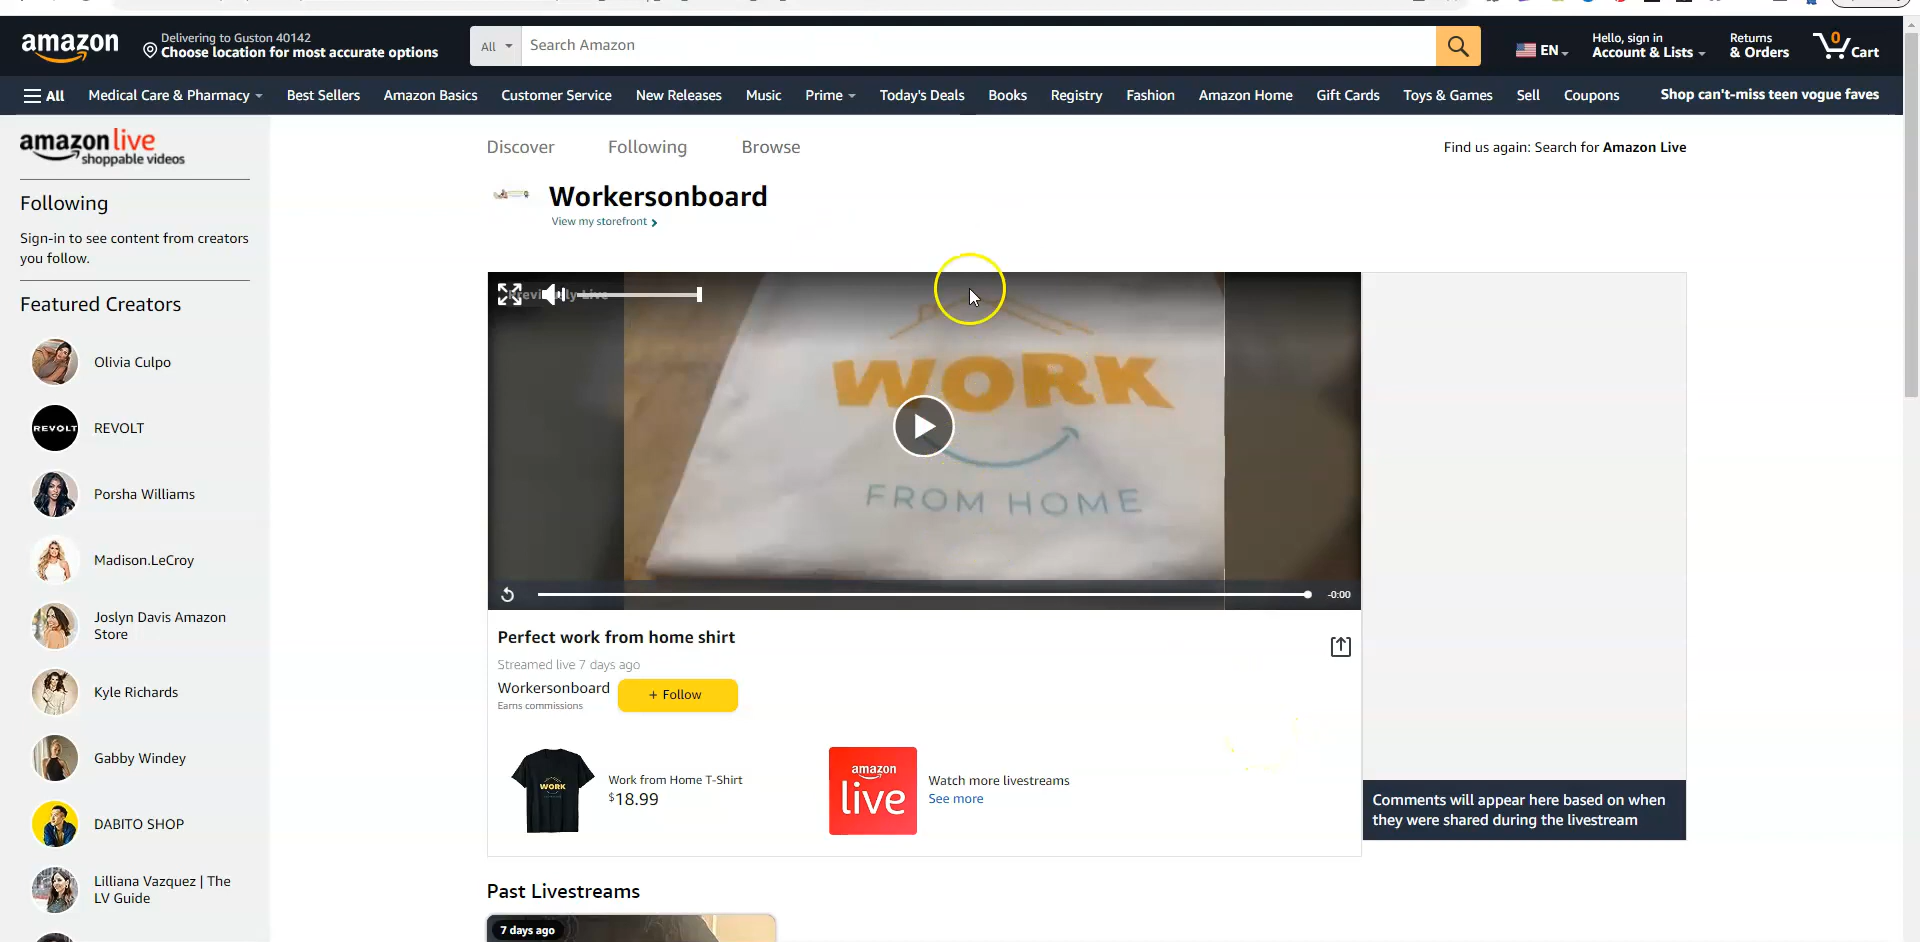 amazon
Delivering to Guston 40142
Choose location for most accurate options
All
Search Amazon
EN
Hello, sign in
Account & Lists
Returns
& Orders
0
Cart
All
Medical Care & Pharmacy
Best Sellers
Amazon Basics
Customer Service
New Releases
Music
Prime
Today's Deals
Books
Registry
Fashion
Amazon Home
Gift Cards
Toys & Games
Sell
Coupons
Shop can't-miss teen vogue faves
amazon live
shoppable videos
Following
Sign-in to see content from creators
you follow.
Featured Creators
Olivia Culpo
REVOLT
REVOLT
Porsha Williams
Madison.LeCroy
Joslyn Davis Amazon
Store
Kyle Richards
Gabby Windey
DABITO SHOP
Lilliana Vazquez | The
LV Guide
Discover
Following
Browse
Find us again: Search for Amazon Live
Workersonboard
View my storefront
Previously Live
WORK
FROM HOME
-0:00
Perfect work from home shirt
Streamed live 7 days ago
Workersonboard
Earns commissions
+ Follow
WORK
Work from Home T-Shirt
$18.99
amazon
live
Watch more livestreams
See more
Comments will appear here based on when
they were shared during the livestream
Past Livestreams
7 days ago